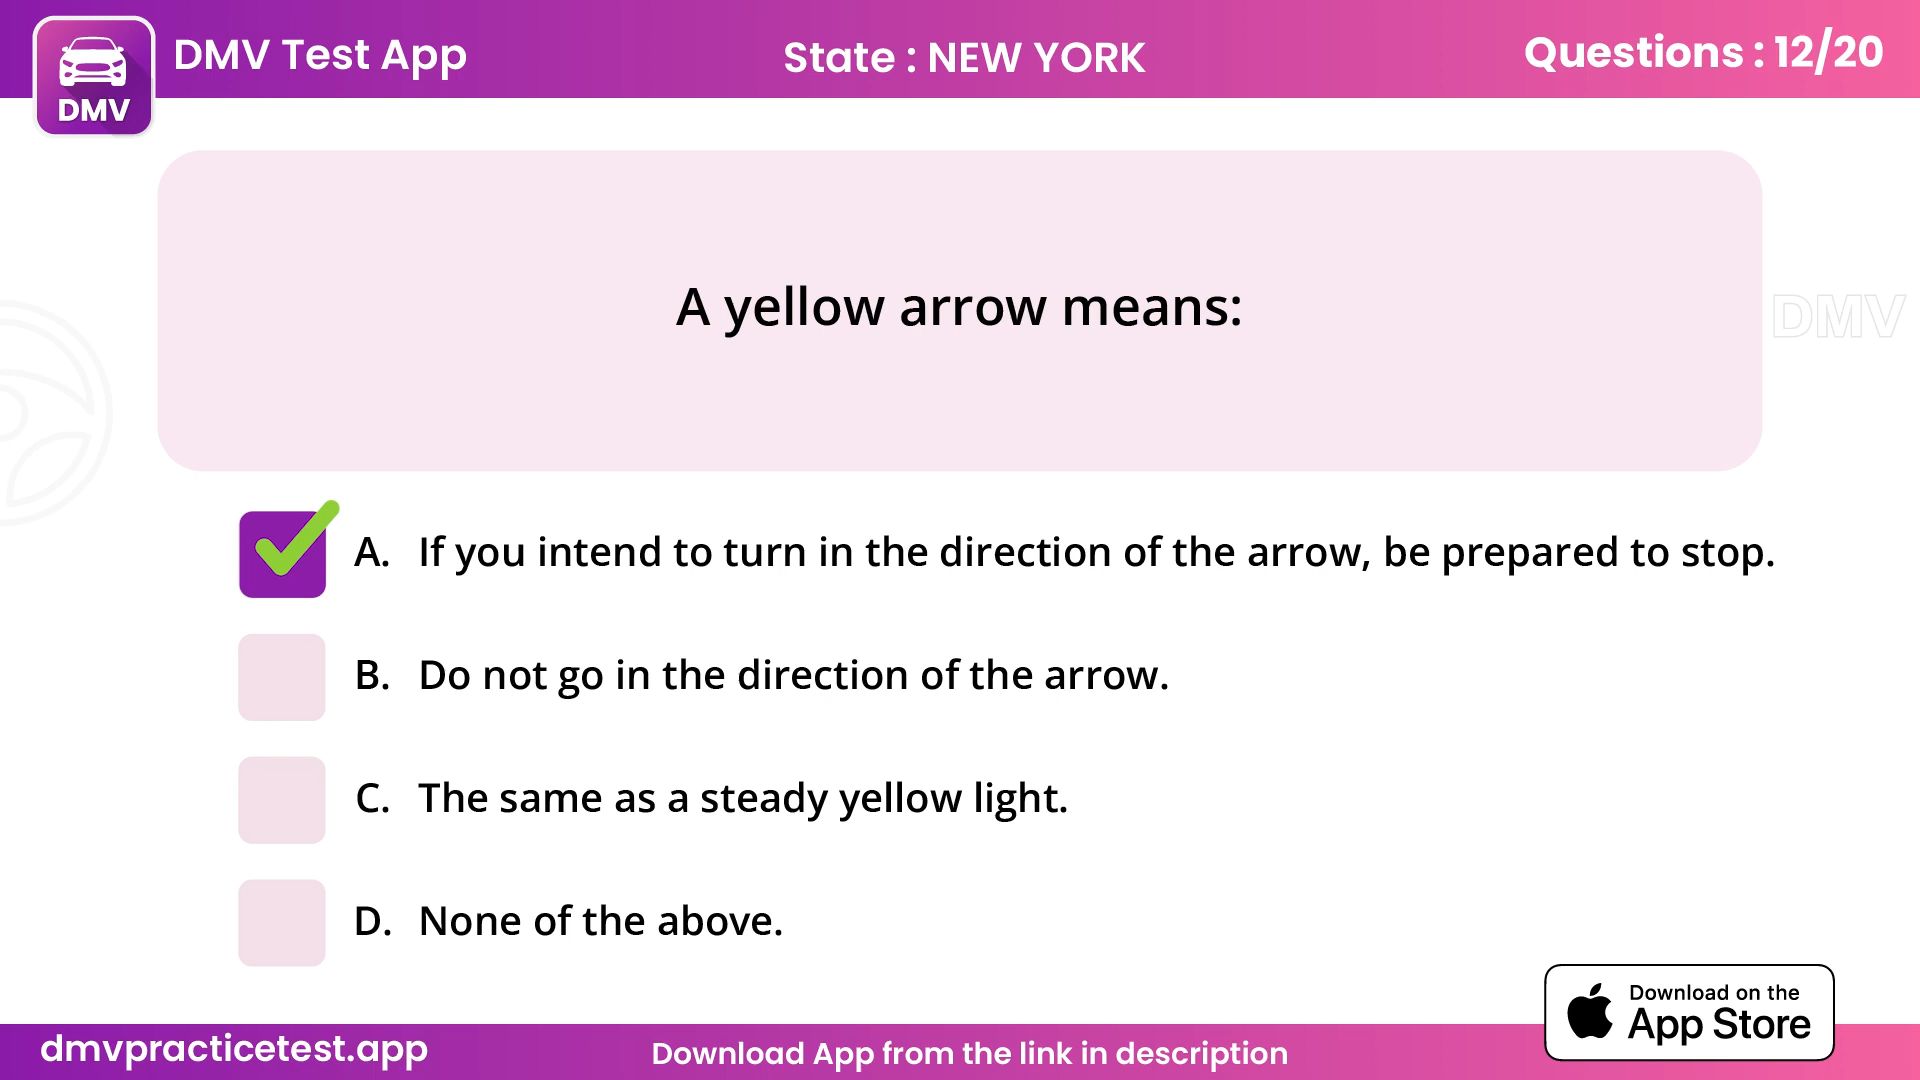 DMV Test App
State : NEW YORK
Questions : 12/20
DMV
A yellow arrow means:
DMV
A. If you intend to turn in the direction of the arrow, be prepared to stop.
B. Do not go in the direction of the arrow.
C. The same as a steady yellow light.
D. None of the above.
Download on the
App Store
dmvpracticetest.app
Download App from the link in description